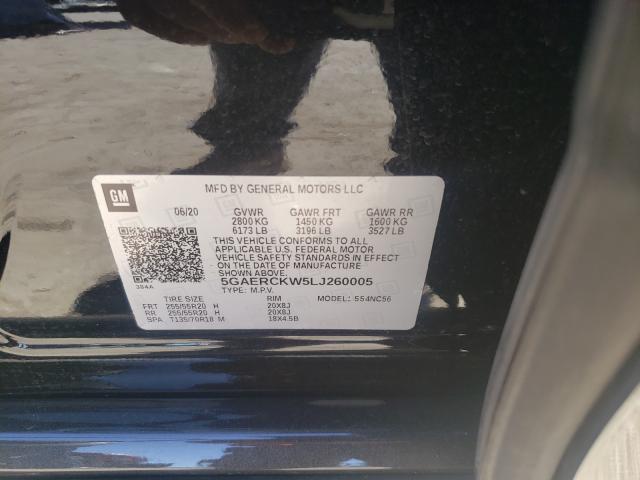 GM
MFD BY GENERAL MOTORS LLC
06/20 GVWR GAWR FRT GAWR RR
2800 KG 1450 KG 1600 KG
6173 LB 3196 LB 3527 LB
THIS VEHICLE CONFORMS TO ALL
APPLICABLE U.S. FEDERAL MOTOR
VEHICLE SAFETY STANDARDS IN EFFECT
ON THE DATE OF MANUFACTURE
SHOWN ABOVE.
384A
5GAERCKW5LJ260005
TYPE: M.P.V.
TIRE SIZE RIM MODEL: 554NC56
FRT 255/55R20 H 20X8J
RR 255/55R20 H 20X8J
SPA T135/70R18 M 18X4.5B